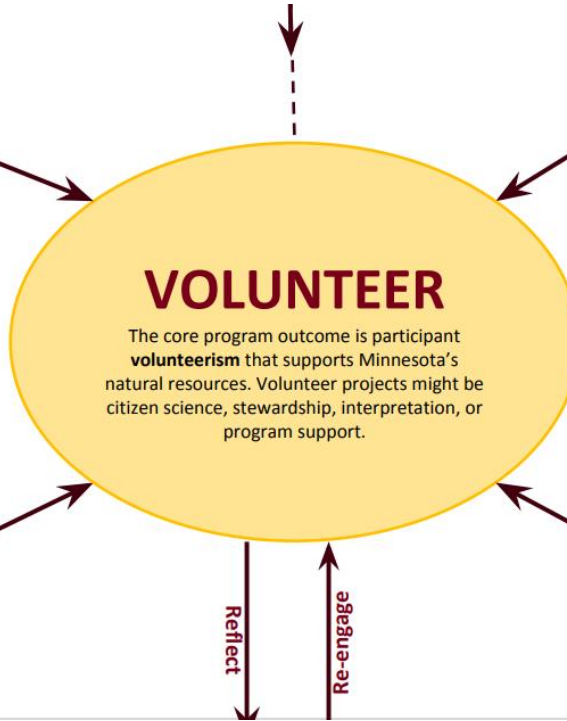 VOLUNTEER
The core program outcome is participant
volunteerism that supports Minnesota’s
natural resources. Volunteer projects might be
citizen science, stewardship, interpretation, or
program support.
Reflect
Re-engage